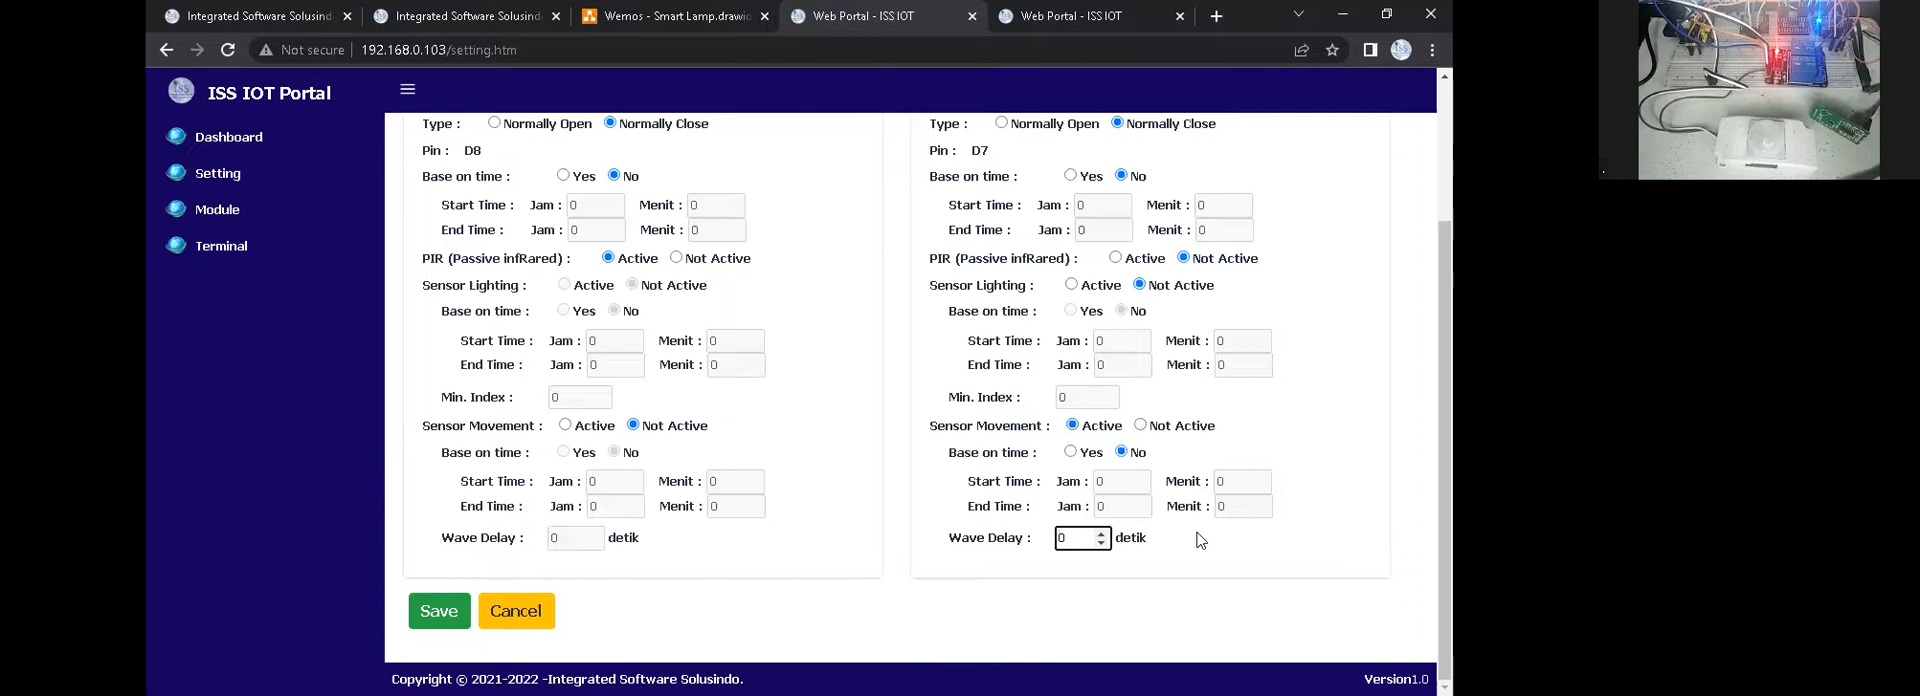 Integrated Software Solusind
Integrated Software Solusind
Wemos - Smart Lamp.drawio
Web Portal - ISS IOT
Web Portal - ISS IOT
Not secure 192.168.0.103/setting.htm
ISS IOT Portal
Dashboard
Setting
Module
Terminal
Type : Normally Open Normally Close
Pin : D8
Base on time : Yes No
Start Time : Jam : 0 Menit : 0
End Time : Jam : 0 Menit : 0
PIR (Passive infRared) : Active Not Active
Sensor Lighting : Active Not Active
Base on time : Yes No
Start Time : Jam : 0 Menit : 0
End Time : Jam : 0 Menit : 0
Min. Index : 0
Sensor Movement : Active Not Active
Base on time : Yes No
Start Time : Jam : 0 Menit : 0
End Time : Jam : 0 Menit : 0
Wave Delay : 0 detik
Type : Normally Open Normally Close
Pin : D7
Base on time : Yes No
Start Time : Jam : 0 Menit : 0
End Time : Jam : 0 Menit : 0
PIR (Passive infRared) : Active Not Active
Sensor Lighting : Active Not Active
Base on time : Yes No
Start Time : Jam : 0 Menit : 0
End Time : Jam : 0 Menit : 0
Min. Index : 0
Sensor Movement : Active Not Active
Base on time : Yes No
Start Time : Jam : 0 Menit : 0
End Time : Jam : 0 Menit : 0
Wave Delay : 0 detik
Save Cancel
Copyright © 2021-2022 -Integrated Software Solusindo. Version1.0